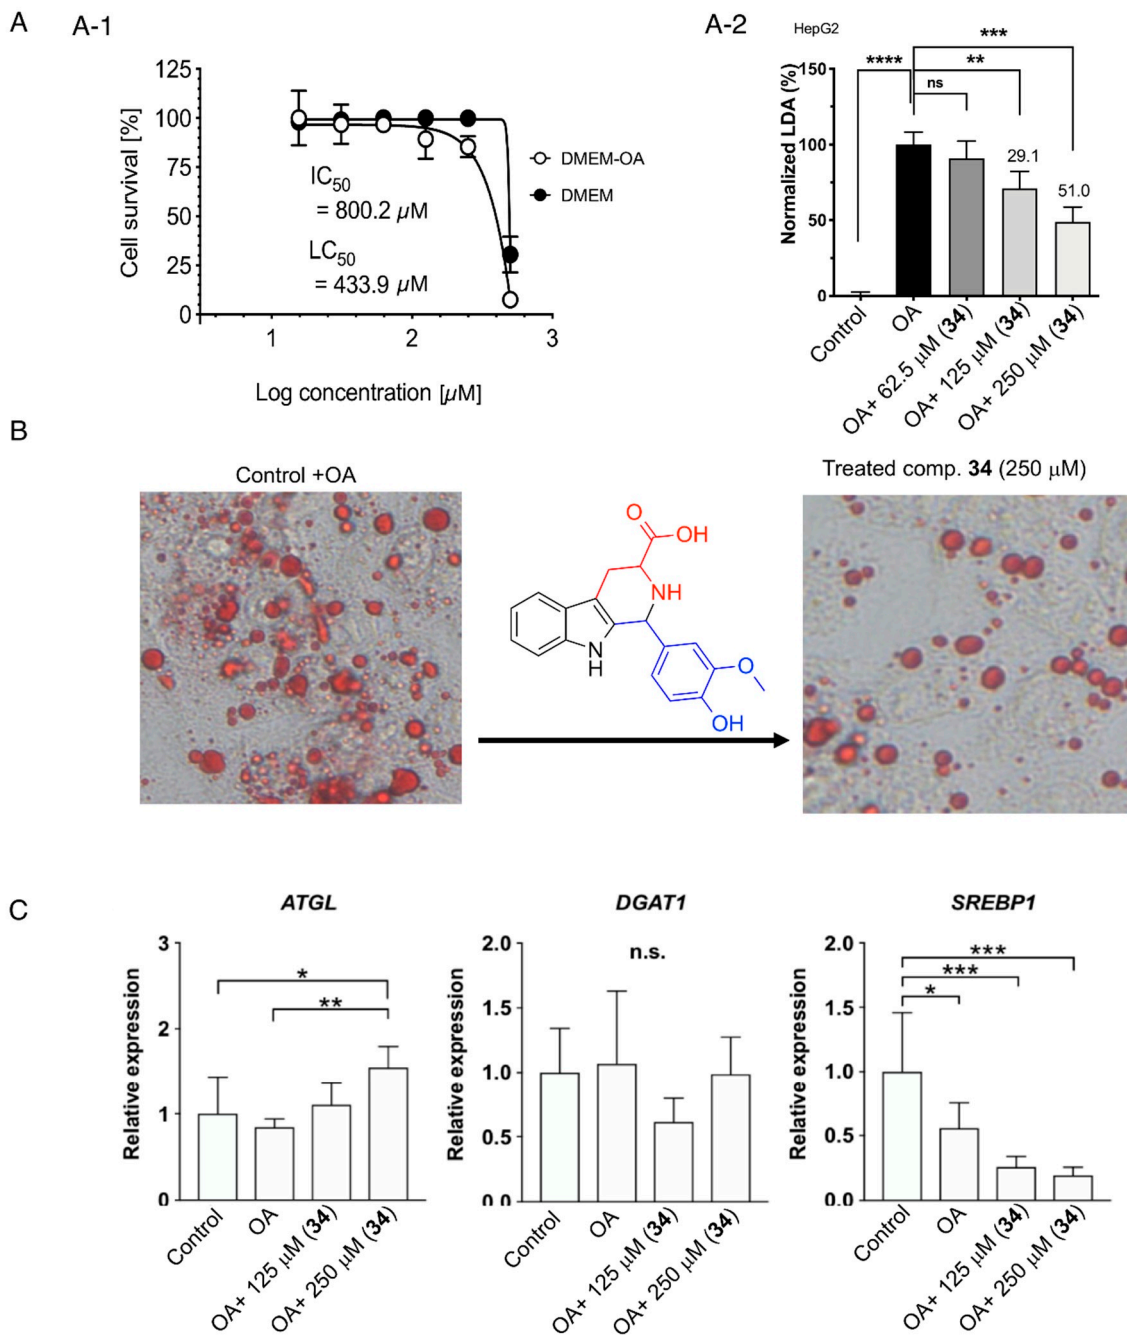 A
A-1
125
100
75
50
25
0
Cell survival [%]
IC50
= 800.2 µM
LC50
= 433.9 µM
DMEM-OA
DMEM
1
2
3
Log concentration [µM]
A-2
HepG2
***
****
**
ns
150
100
50
0
Normalized LDA (%)
29.1
51.0
Control
OA
OA+ 62.5 µM (34)
OA+ 125 µM (34)
OA+ 250 µM (34)
B
Control +OA
Treated comp. 34 (250 µM)
O
OH
NH
N
H
O
OH
C
ATGL
3
2
1
0
Relative expression
*
**
Control
OA
OA+ 125 µM (34)
OA+ 250 µM (34)
DGAT1
2.0
1.5
1.0
0.5
0.0
Relative expression
n.s.
Control
OA
OA+ 125 µM (34)
OA+ 250 µM (34)
SREBP1
2.0
1.5
1.0
0.5
0.0
Relative expression
***
***
*
Control
OA
OA+ 125 µM (34)
OA+ 250 µM (34)